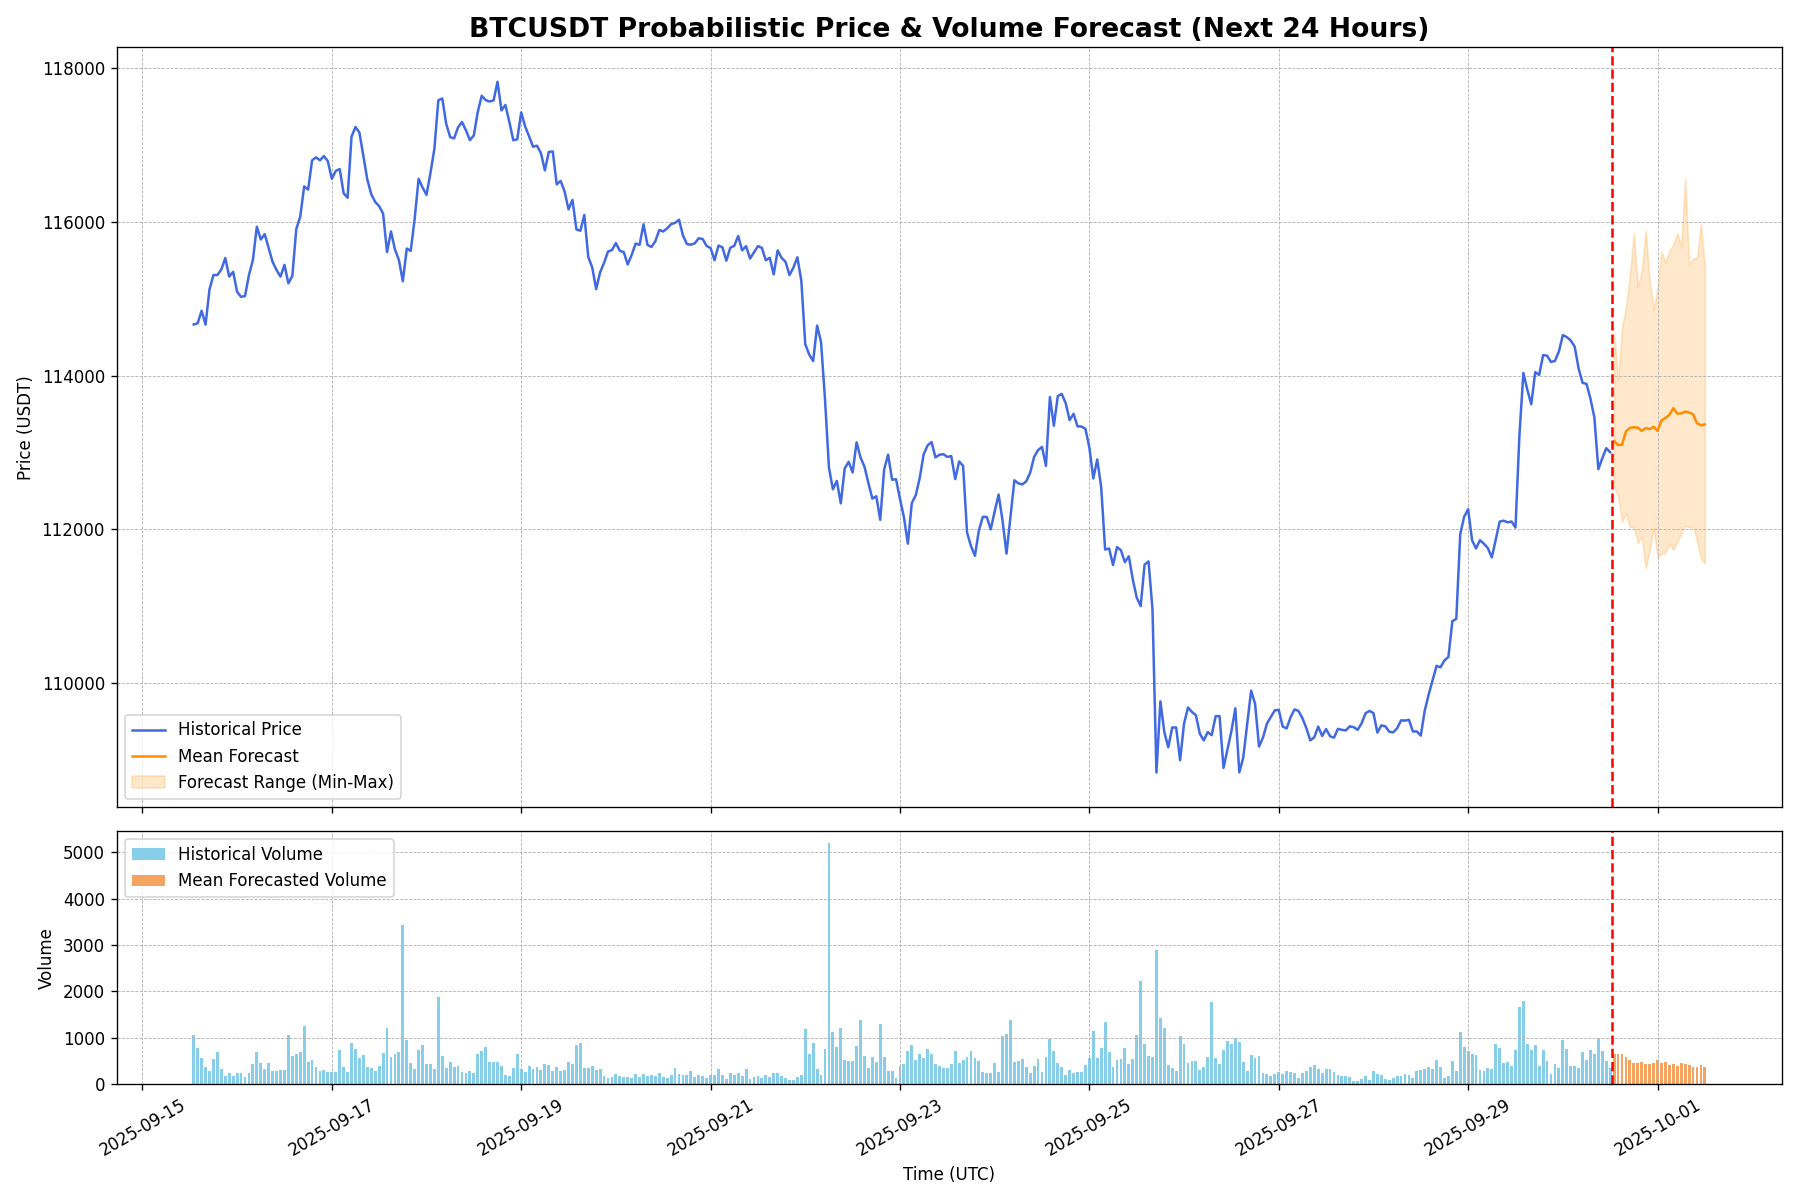 BTCUSDT Probabilistic Price & Volume Forecast (Next 24 Hours)
118000
116000
114000
112000
110000
Price (USDT)
Historical Price
Mean Forecast
Forecast Range (Min-Max)
5000
4000
3000
2000
1000
0
Volume
Historical Volume
Mean Forecasted Volume
2025-09-15
2025-09-17
2025-09-19
2025-09-21
2025-09-23
2025-09-25
2025-09-27
2025-09-29
2025-10-01
Time (UTC)